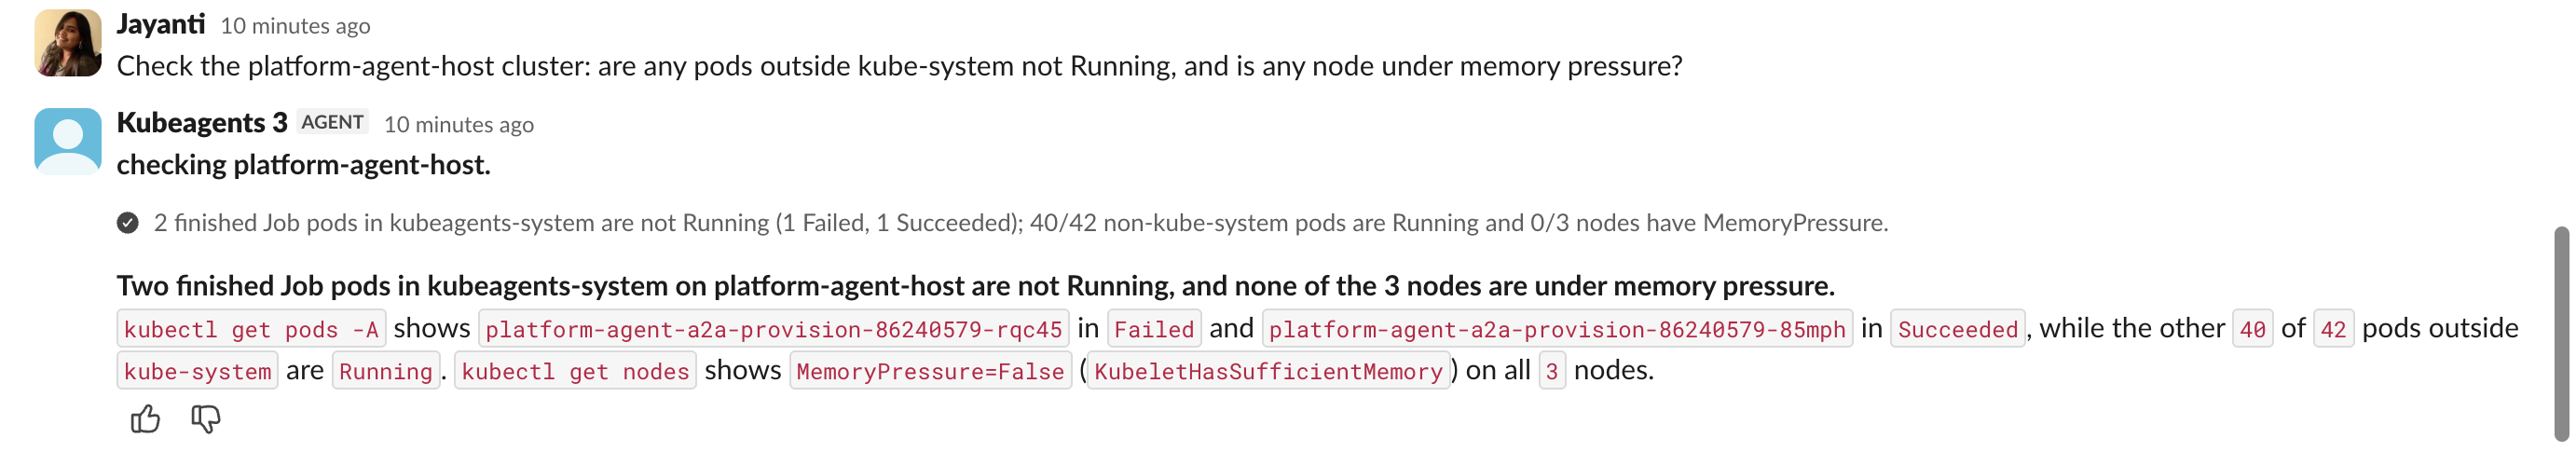 Jayanti 10 minutes ago
Check the platform-agent-host cluster: are any pods outside kube-system not Running, and is any node under memory pressure?
Kubeagents 3 AGENT 10 minutes ago
checking platform-agent-host.
2 finished Job pods in kubeagents-system are not Running (1 Failed, 1 Succeeded); 40/42 non-kube-system pods are Running and 0/3 nodes have MemoryPressure.
Two finished Job pods in kubeagents-system on platform-agent-host are not Running, and none of the 3 nodes are under memory pressure.
kubectl get pods -A shows platform-agent-a2a-provision-86240579-rqc45 in Failed and platform-agent-a2a-provision-86240579-85mph in Succeeded, while the other 40 of 42 pods outside
kube-system are Running. kubectl get nodes shows MemoryPressure=False (KubeletHasSufficientMemory) on all 3 nodes.